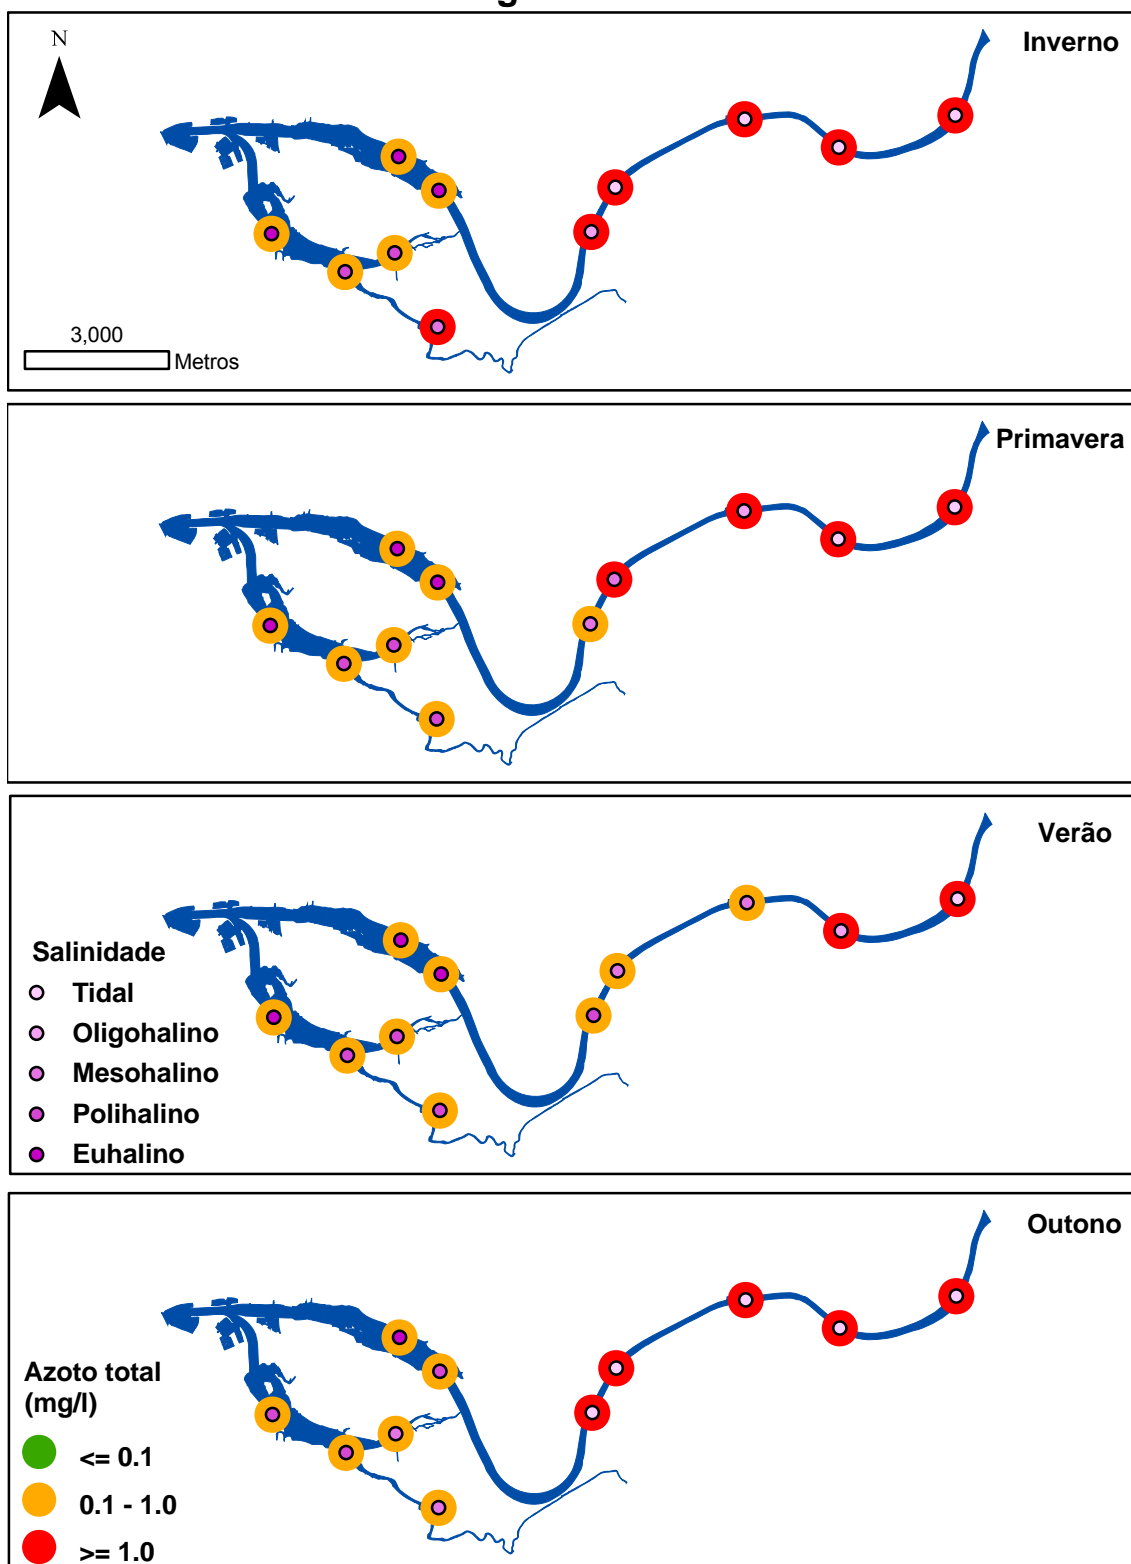 g
N
Inverno
3,000
Metros
Primavera
Verão
Salinidade
Tidal
Oligohalino
Mesohalino
Polihalino
Euhalino
Outono
Azoto total
(mg/l)
<= 0.1
0.1 - 1.0
>= 1.0